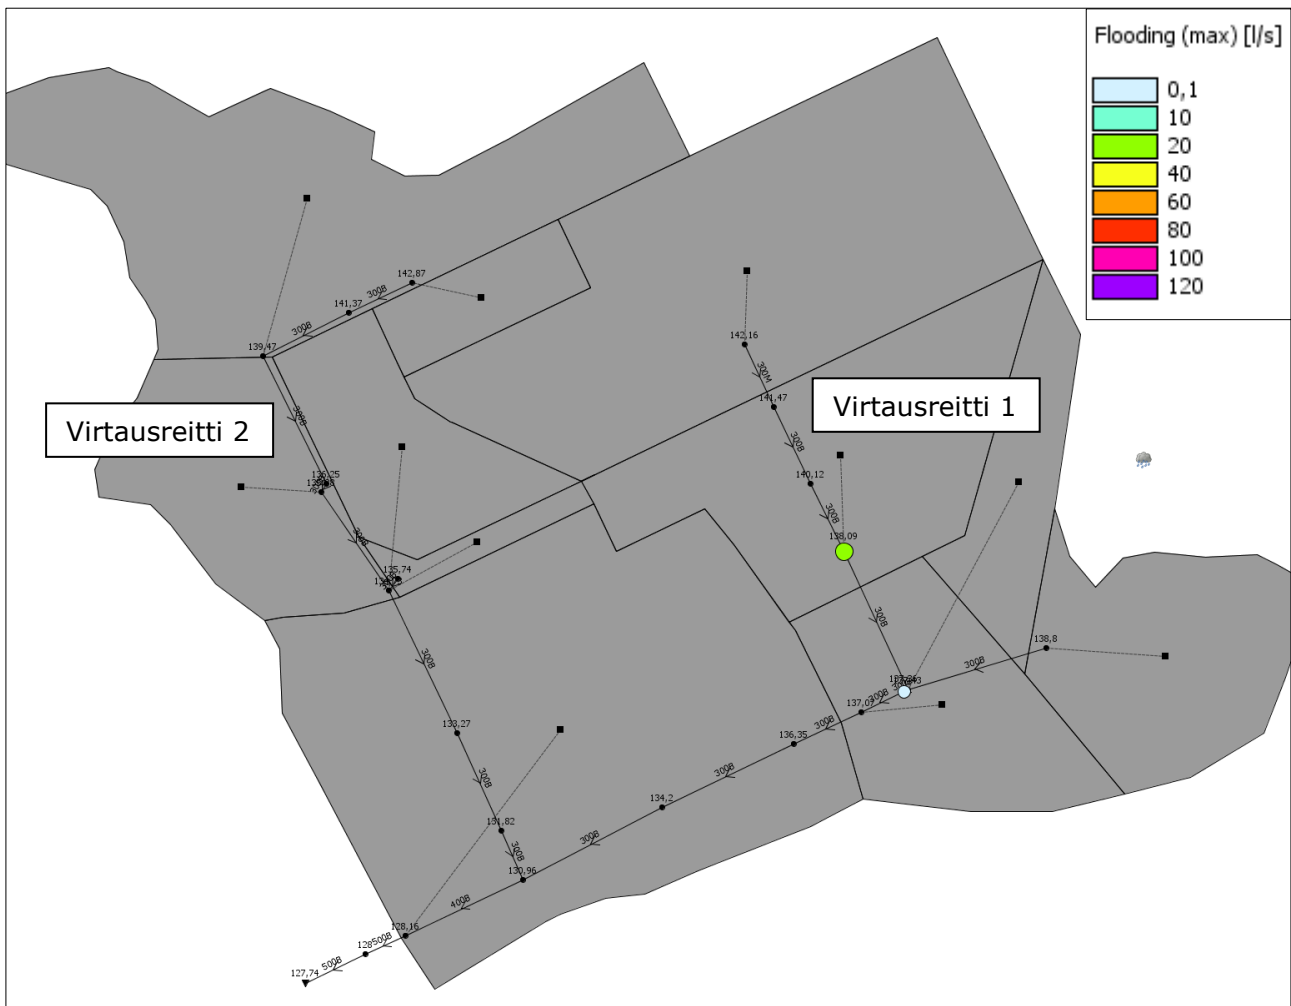 Flooding (max) [l/s]
0,1
10
20
40
60
80
100
120
142,87
300B
141,37
300B
139,47
142,16
300M
141,47
Virtausreitti 1
Virtausreitti 2
300B
300B
136,25
140,12
300B
138,09
300B
135,74
300B
138,8
300B
300B
300B
137,07
300B
136,35
133,27
300B
300B
134,2
131,82
300B
300B
130,96
400B
128,16
500B
128
500B
127,74